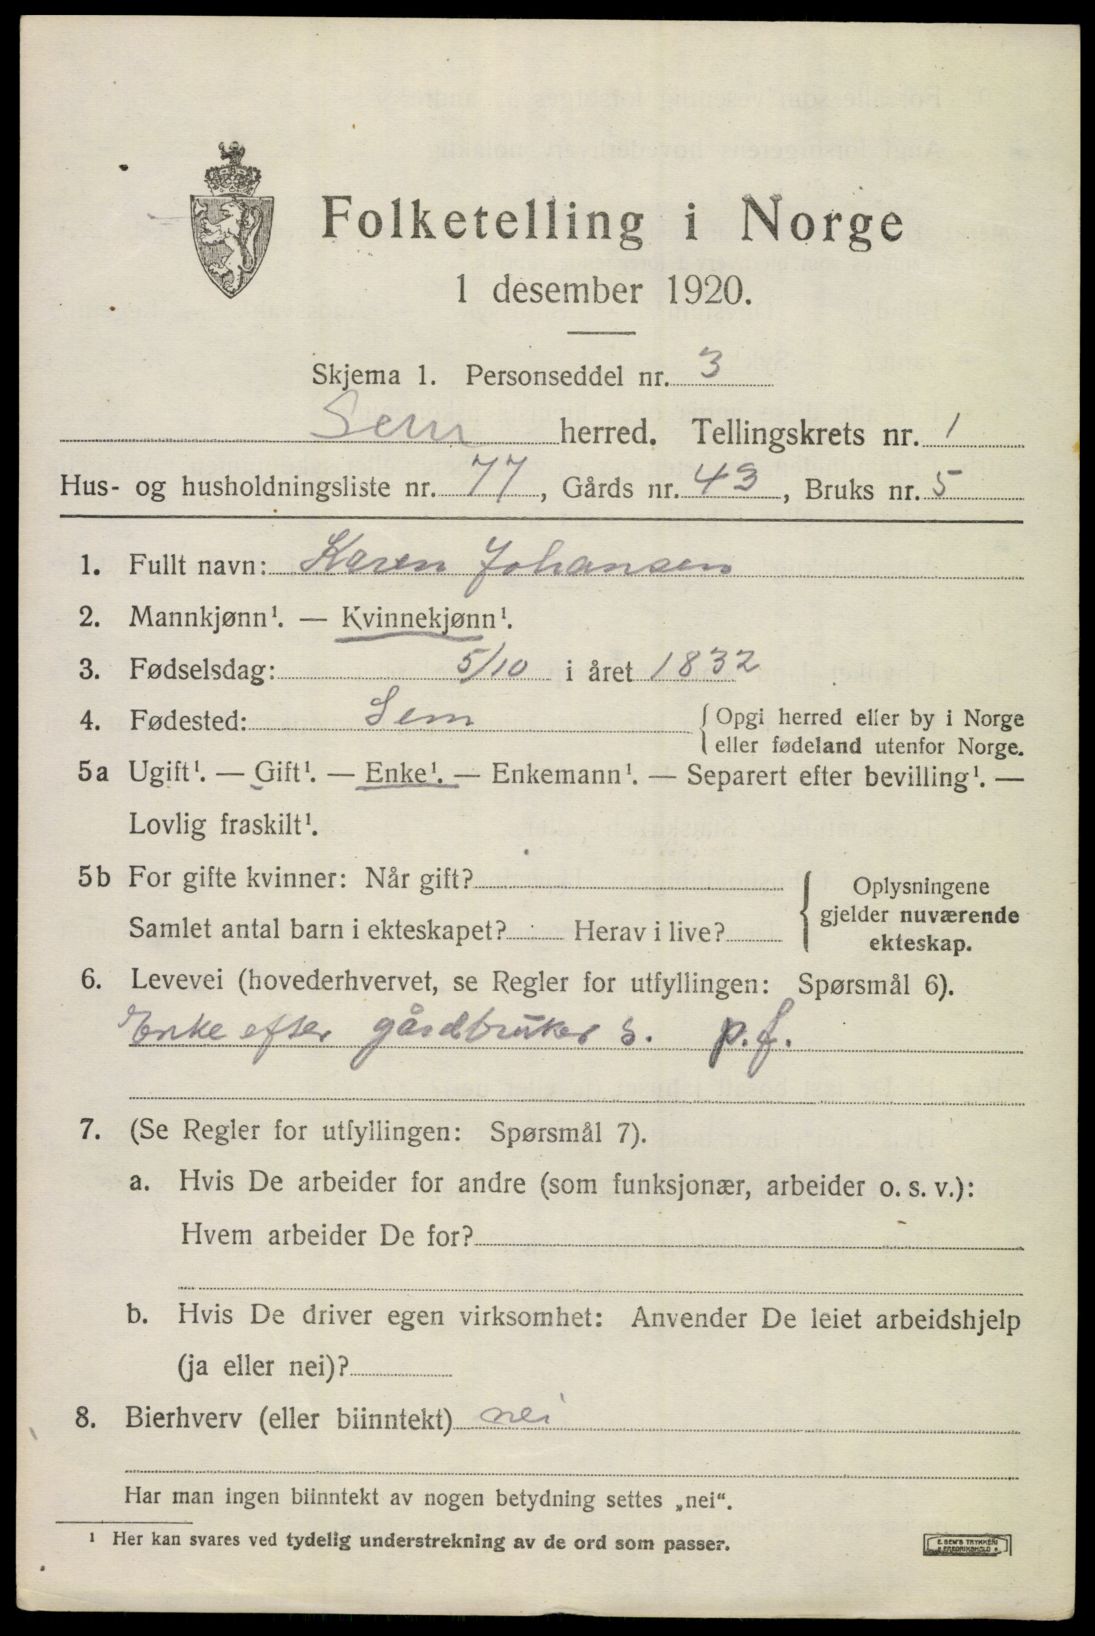 Folketelling i Norge
1 desember 1920.
Skjema 1. Personseddel nr. 3
Sem herred. Tellingskrets nr. 1
Hus- og husholdningsliste nr. 77, Gårds nr. 43, Bruks nr. 5
1. Fullt navn: Karen Johansen
2. Mannkjønn¹. — Kvinnekjønn¹.
3. Fødselsdag: 5/10 i året 1832
4. Fødested: Sem { Opgi herred eller by i Norge
eller fødeland utenfor Norge.
5a Ugift¹. — Gift¹. — Enke¹. — Enkemann¹. — Separert efter bevilling¹. —
Lovlig fraskilt¹.
5b For gifte kvinner: Når gift?
Samlet antal barn i ekteskapet? Herav i live?
{ Oplysningene
gjelder nuværende
ekteskap.
6. Levevei (hovederhvervet, se Regler for utfyllingen: Spørsmål 6).
Enke efter gårdbruker s. p.f.
7. (Se Regler for utfyllingen: Spørsmål 7).
a. Hvis De arbeider for andre (som funksjonær, arbeider o. s. v.):
Hvem arbeider De for?
b. Hvis De driver egen virksomhet: Anvender De leiet arbeidshjelp
(ja eller nei)?
8. Bierhverv (eller biinntekt) nei
Har man ingen biinntekt av nogen betydning settes „nei“.
¹ Her kan svares ved tydelig understrekning av de ord som passer.
E. SEM'S TRYKKERI
FREDRIKSHALD